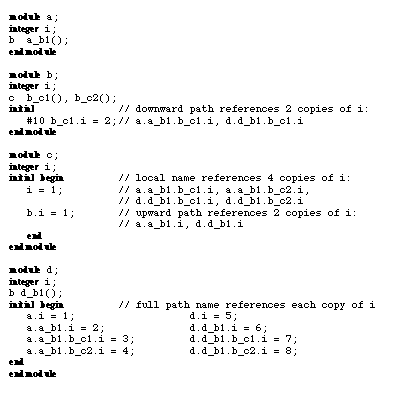 module a;
integer i;
b  a_b1();
endmodule

module b;
integer i;
c  b_c1(), b_c2();
initial            // downward path references 2 copies of i:
   #10 b_c1.i = 2; // a.a_b1.b_c1.i, d.d_b1.b_c1.i
endmodule

module c;
integer i;
initial begin      // local name references 4 copies of i:
   i = 1;          // a.a_b1.b_c1.i, a.a_b1.b_c2.i,
                   // d.d_b1.b_c1.i, d.d_b1.b_c2.i
   b.i = 1;        // upward path references 2 copies of i:
                   // a.a_b1.i, d.d_b1.i
   end
endmodule

module d;
integer i;
b d_b1();
initial begin      // full path name references each copy of i
   a.i = 1;                    d.i = 5;
   a.a_b1.i = 2;               d.d_b1.i = 6;
   a.a_b1.b_c1.i = 3;          d.d_b1.b_c1.i = 7;
   a.a_b1.b_c2.i = 4;          d.d_b1.b_c2.i = 8;
end
endmodule